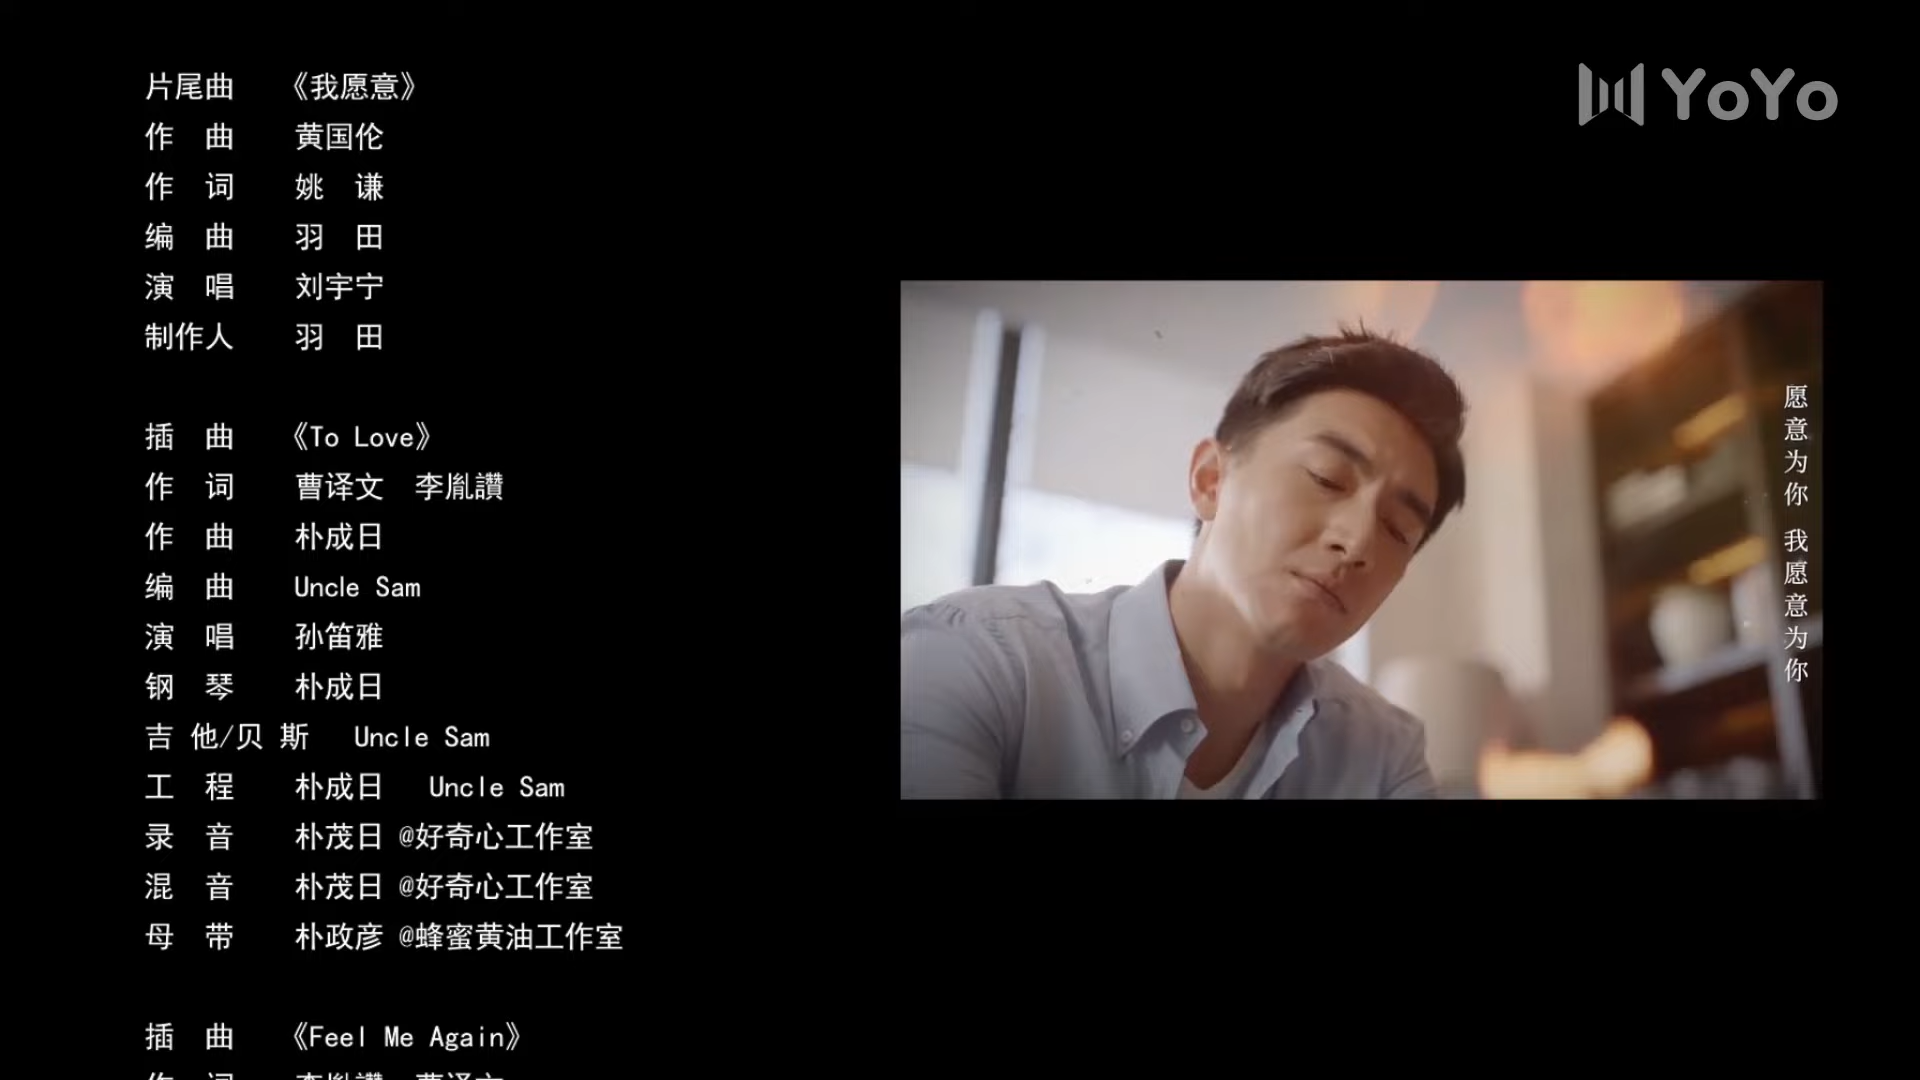 片尾曲 《我愿意》
作 曲 黄国伦
作 词 姚 谦
编 曲 羽 田
演 唱 刘宇宁
制作人 羽 田
插 曲 《To Love》
作 词 曹译文 李胤讚
作 曲 朴成日
编 曲 Uncle Sam
演 唱 孙笛雅
钢 琴 朴成日
吉 他/贝 斯 Uncle Sam
工 程 朴成日 Uncle Sam
录 音 朴茂日 @好奇心工作室
混 音 朴茂日 @好奇心工作室
母 带 朴政彦 @蜂蜜黄油工作室
插 曲 《Feel Me Again》
YoYo
愿意为你 我愿意为你